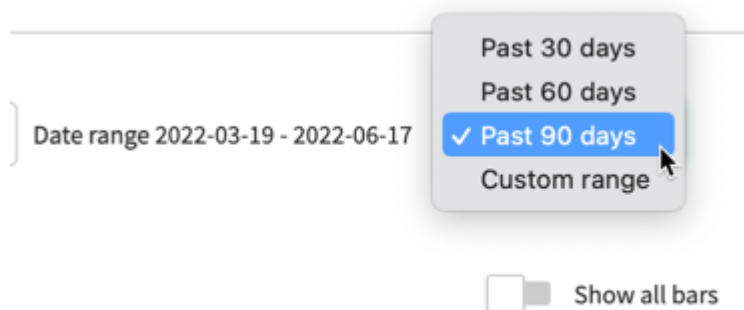 Past 30 days
Past 60 days
Date range 2022-03-19 - 2022-06-17
✓ Past 90 days
Custom range
Show all bars